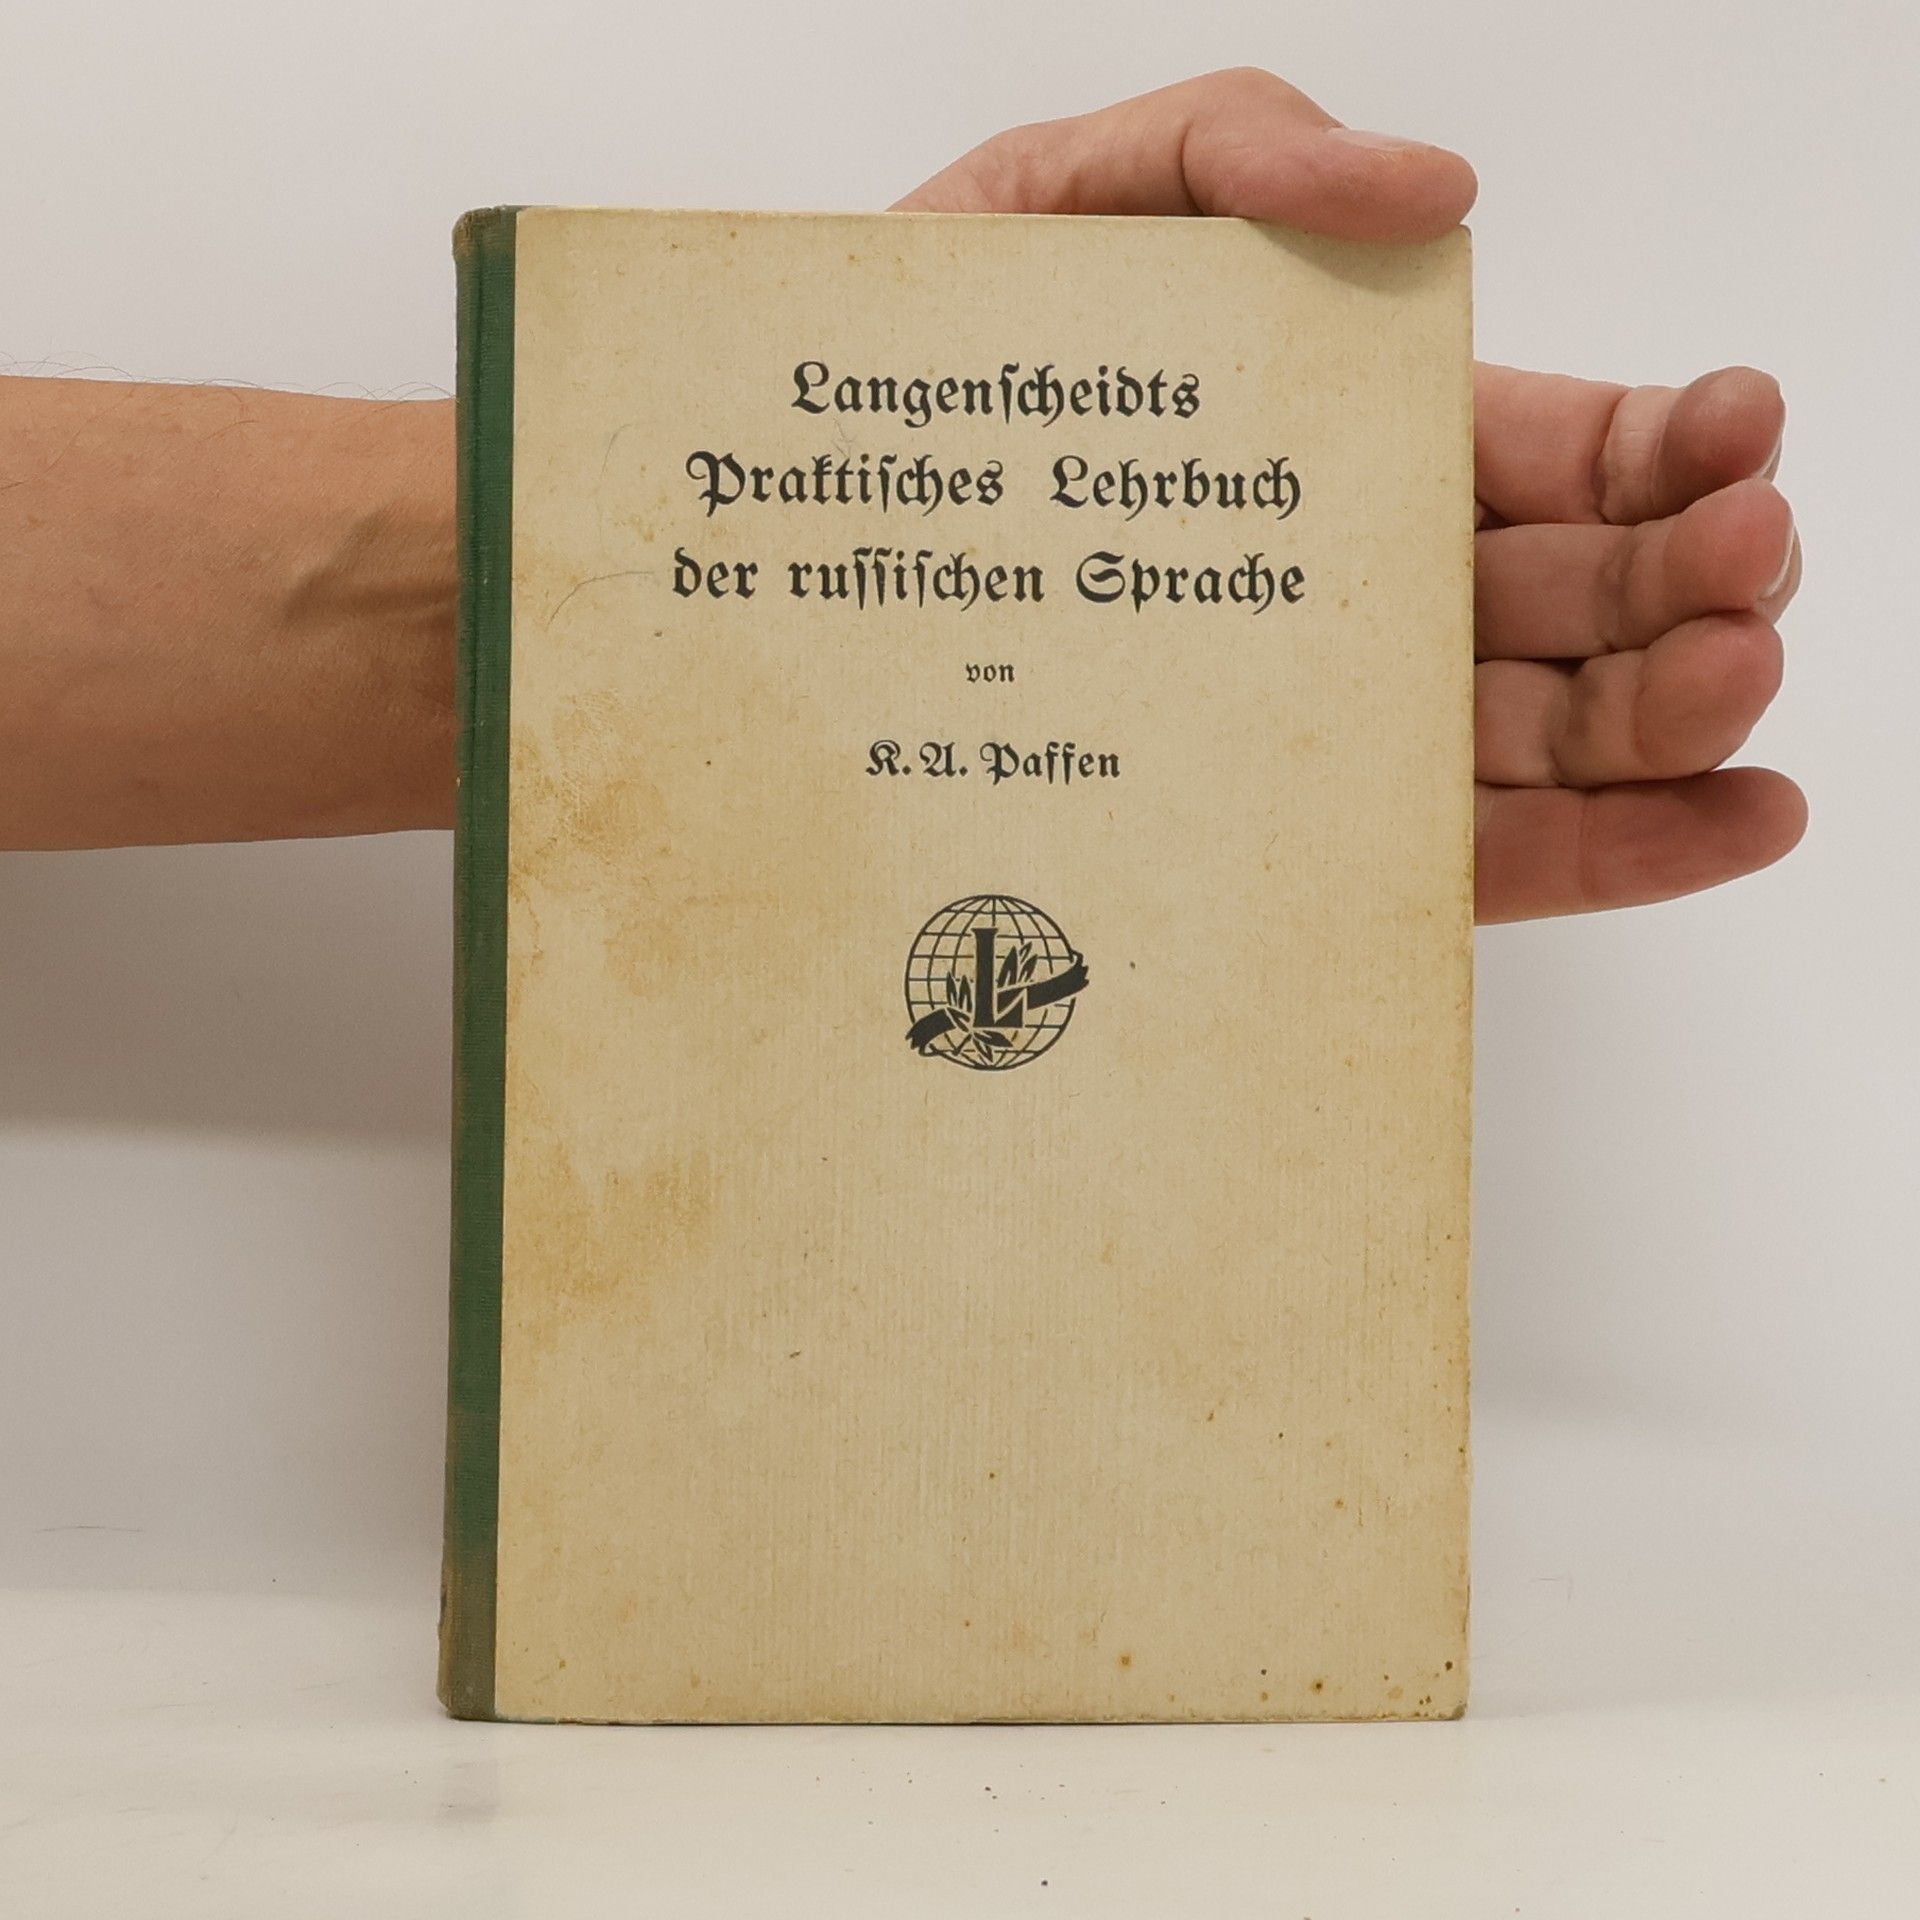 Langenſcheidts
Praktiſches Lehrbuch
der ruſſiſchen Sprache
von
K. A. Paffen
L